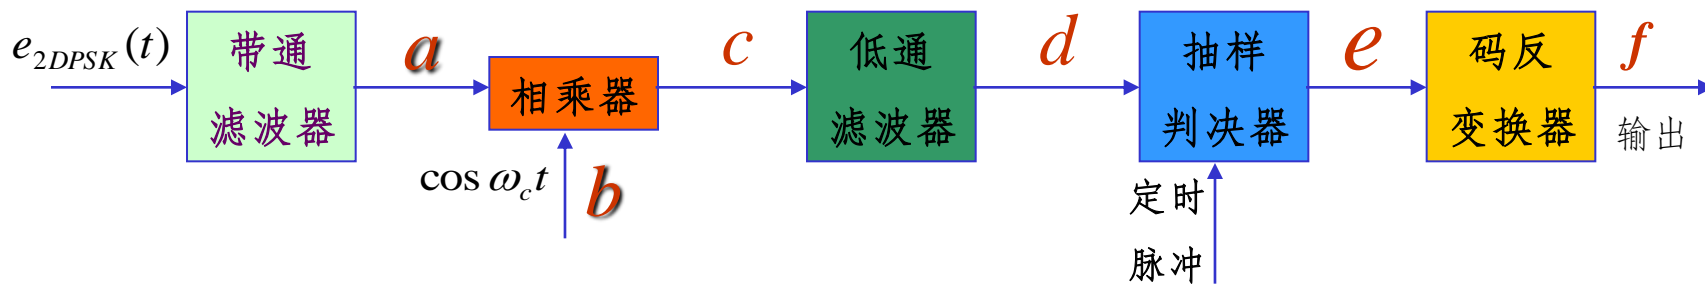 e2DPSK(t)
带通
滤波器
a
相乘器
cos ωct
b
c
低通
滤波器
d
抽样
判决器
定时
脉冲
e
码反
变换器
f
输出